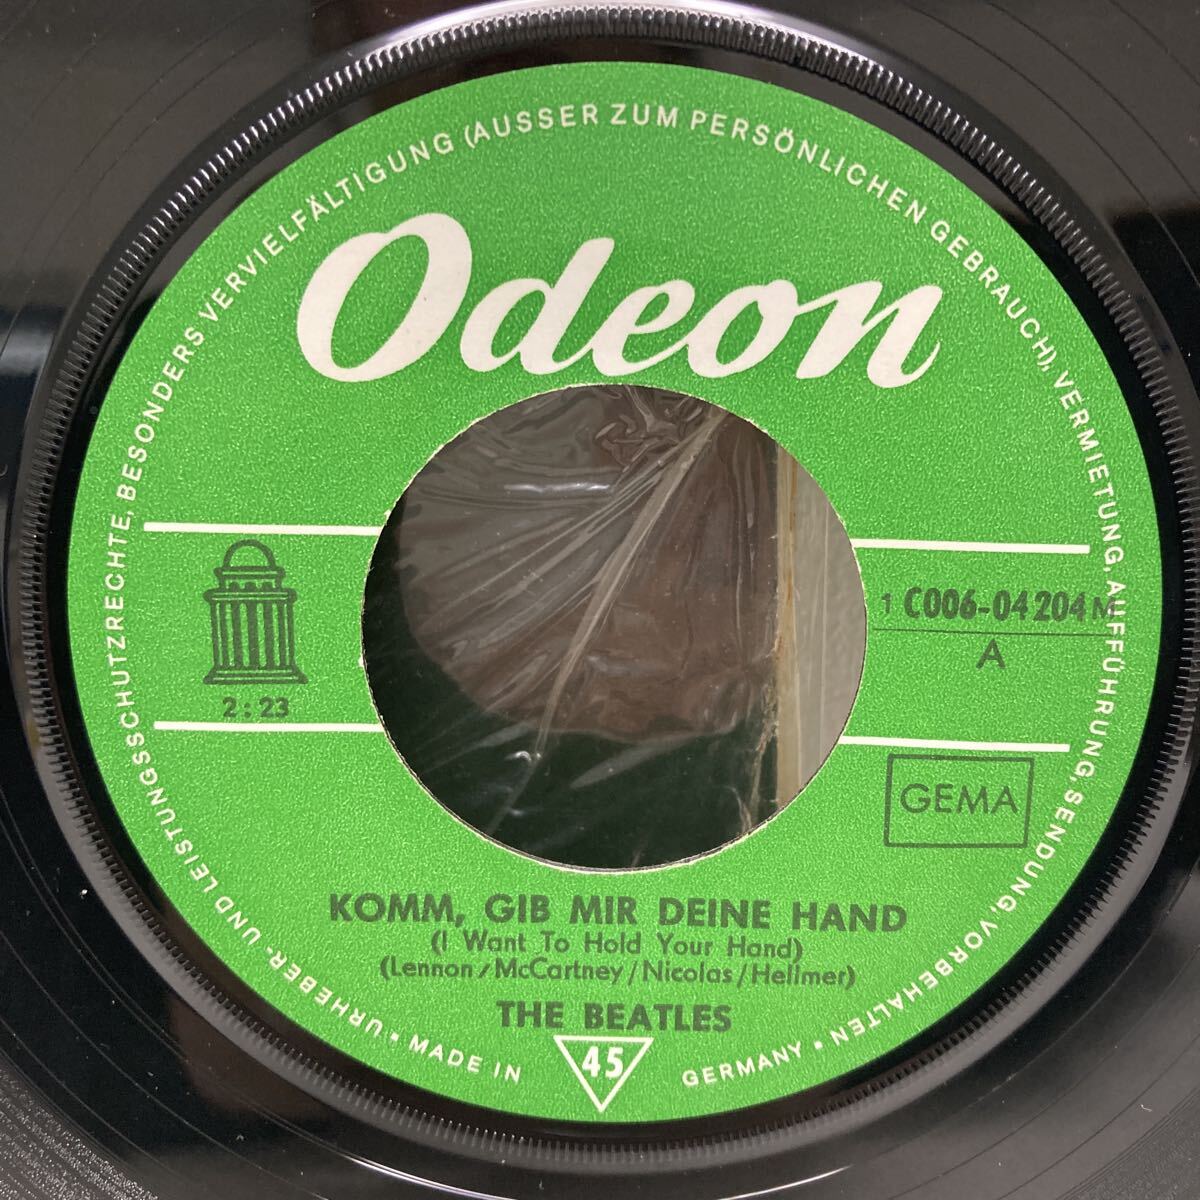 URHEBER- UND LEISTUNGSSCHUTZRECHTE, BESONDERS VERVIELFÄLTIGUNG (AUSSER ZUM PERSÖNLICHEN GEBRAUCH), VERMIETUNG, AUFFÜHRUNG, SENDUNG, VORBEHALTEN •
Odeon
1 C006-04 204 M
A
2:23
GEMA
KOMM, GIB MIR DEINE HAND
(I Want To Hold Your Hand)
(Lennon/McCartney/Nicolas/Hellmer)
THE BEATLES
45
• MADE IN GERMANY •